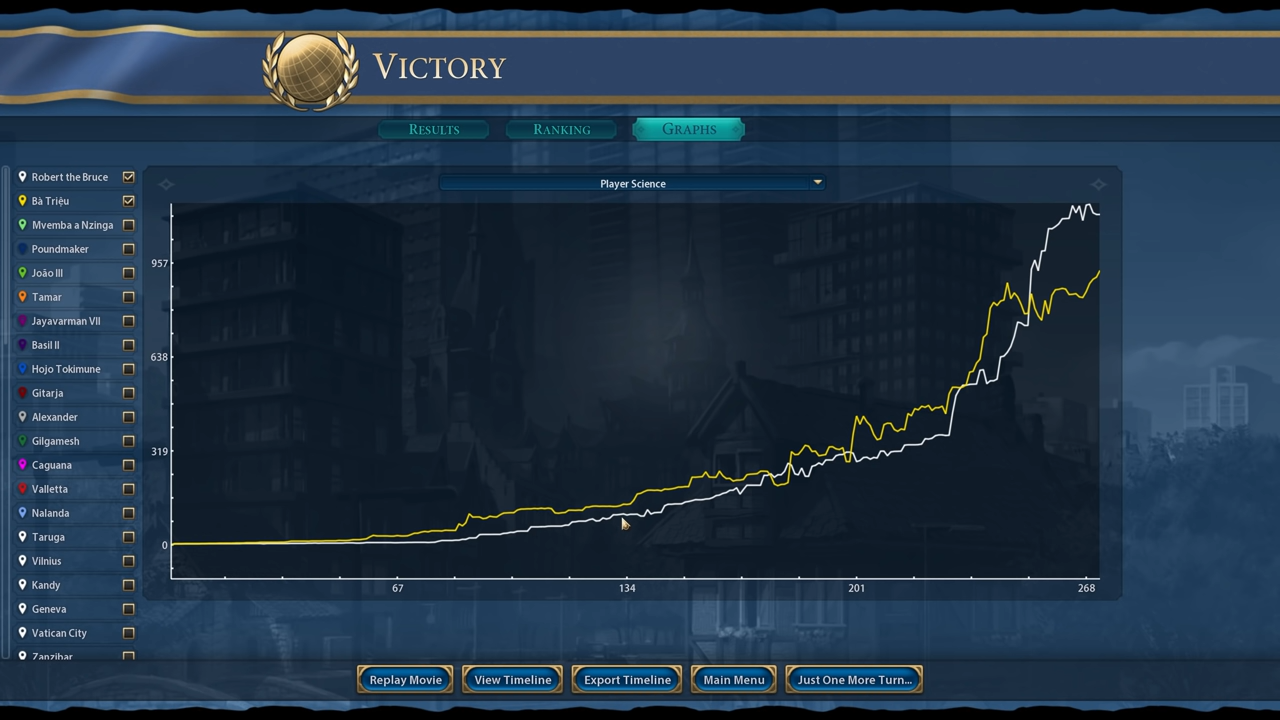 VICTORY
RESULTS
RANKING
GRAPHS
Player Science
Robert the Bruce
Bà Triệu
Mvemba a Nzinga
Poundmaker
João III
Tamar
Jayavarman VII
Basil II
Hojo Tokimune
Gitarja
Alexander
Gilgamesh
Caguana
Valletta
Nalanda
Taruga
Vilnius
Kandy
Geneva
Vatican City
Zanzibar
957
638
319
0
67
134
201
268
Replay Movie
View Timeline
Export Timeline
Main Menu
Just One More Turn...